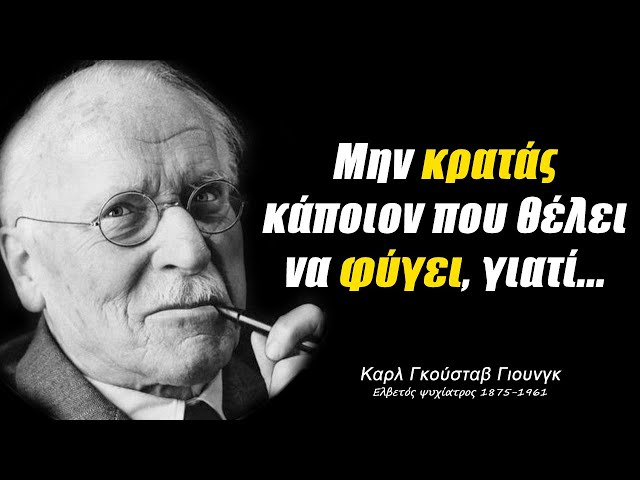 Μην κρατάς
κάποιον που θέλει
να φύγει, γιατί...
Καρλ Γκούσταβ Γιουνγκ
Ελβετός ψυχίατρος 1875-1961